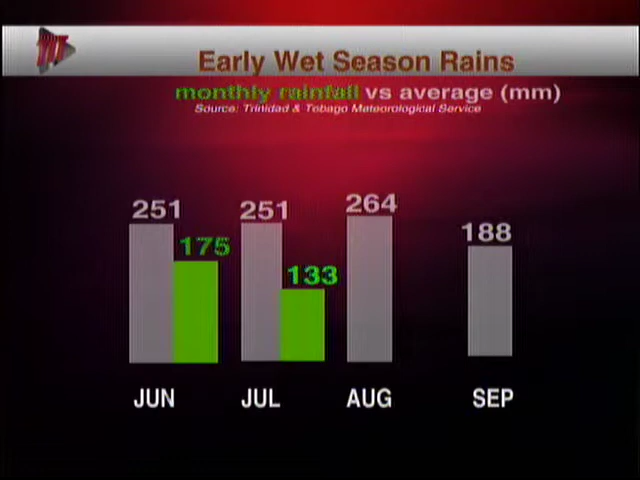 Early Wet Season Rains
monthly rainfall vs average (mm)
Source: Trinidad & Tobago Meteorological Service
251
175
251
133
264
188
JUN
JUL
AUG
SEP